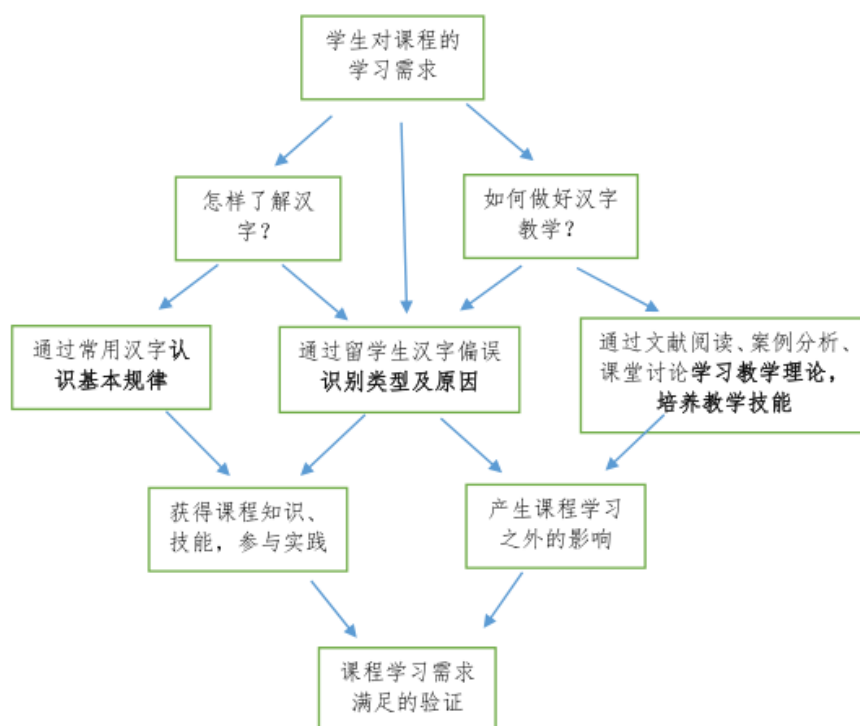 学生对课程的
学习需求
怎样了解汉
字？
如何做好汉字
教学？
通过常用汉字认
识基本规律
通过留学生汉字偏误
识别类型及原因
通过文献阅读、案例分析、
课堂讨论学习教学理论，
培养教学技能
获得课程知识、
技能，参与实践
产生课程学习
之外的影响
课程学习需求
满足的验证